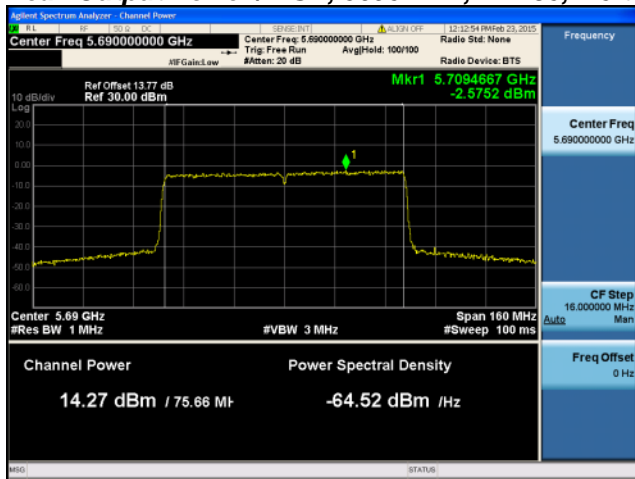 Agilent Spectrum Analyzer - Channel Power
RL RF 50 Ω DC SENSE:INT ALIGN OFF 12:12:54 PM Feb 23, 2015
Center Freq 5.690000000 GHz
Center Freq: 5.690000000 GHz
Radio Std: None
Trig: Free Run Avg|Hold: 100/100
#IFGain:Low #Atten: 20 dB
Radio Device: BTS
Frequency
Mkr1 5.7094667 GHz
-2.5752 dBm
Ref Offset 13.77 dB
10 dB/div Ref 30.00 dBm
Log
20.0
10.0
0.00
-10.0
-20.0
-30.0
-40.0
-50.0
-60.0
1
Center 5.69 GHz
Span 160 MHz
#Res BW 1 MHz #VBW 3 MHz #Sweep 100 ms
Channel Power
Power Spectral Density
14.27 dBm / 75.66 MH
-64.52 dBm /Hz
Center Freq
5.690000000 GHz
CF Step
16.000000 MHz
Auto Man
Freq Offset
0 Hz
MSG STATUS